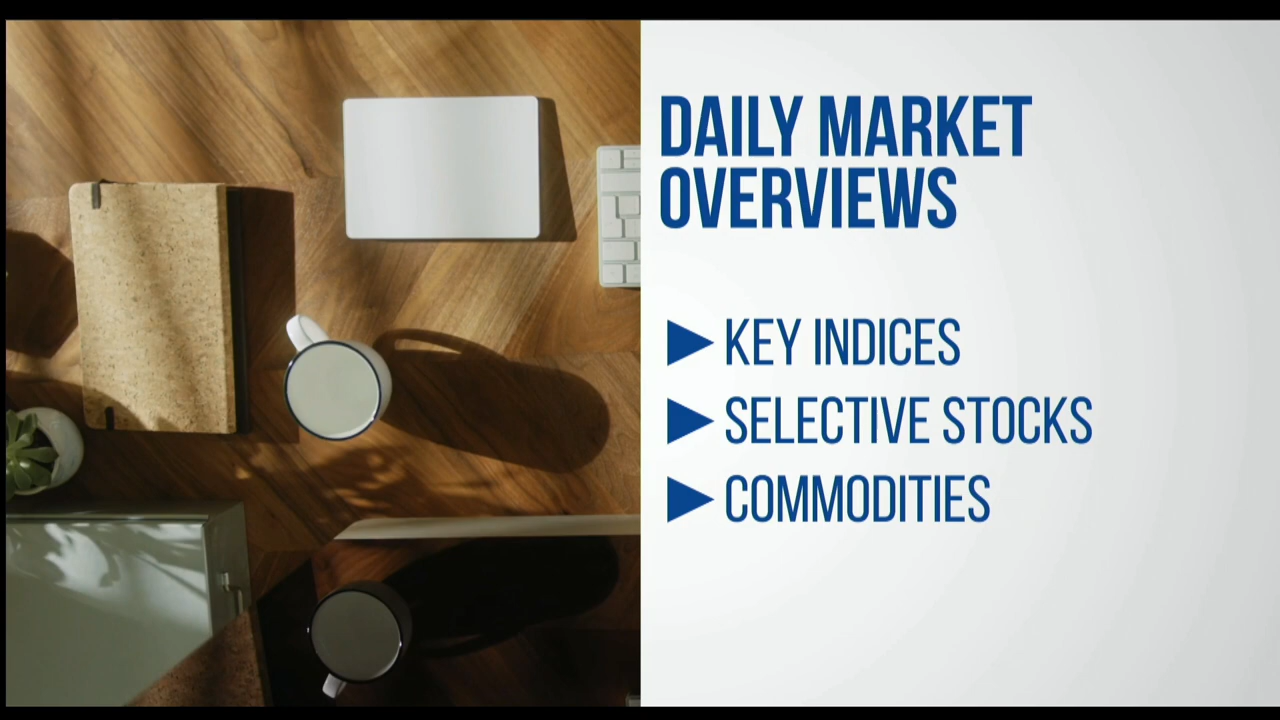 DAILY MARKET
OVERVIEWS
KEY INDICES
SELECTIVE STOCKS
COMMODITIES